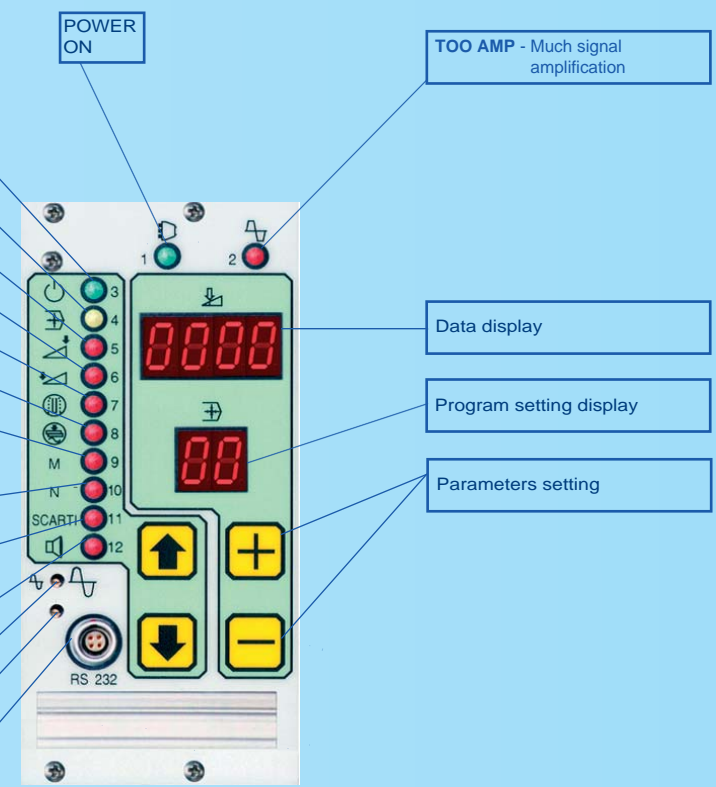 POWER
ON
TOO AMP - Much signal
amplification
1
2
3
4
5
6
7
8
M 9
N 10
SCARTI 11
12
0000
00
Data display
Program setting display
Parameters setting
RS 232